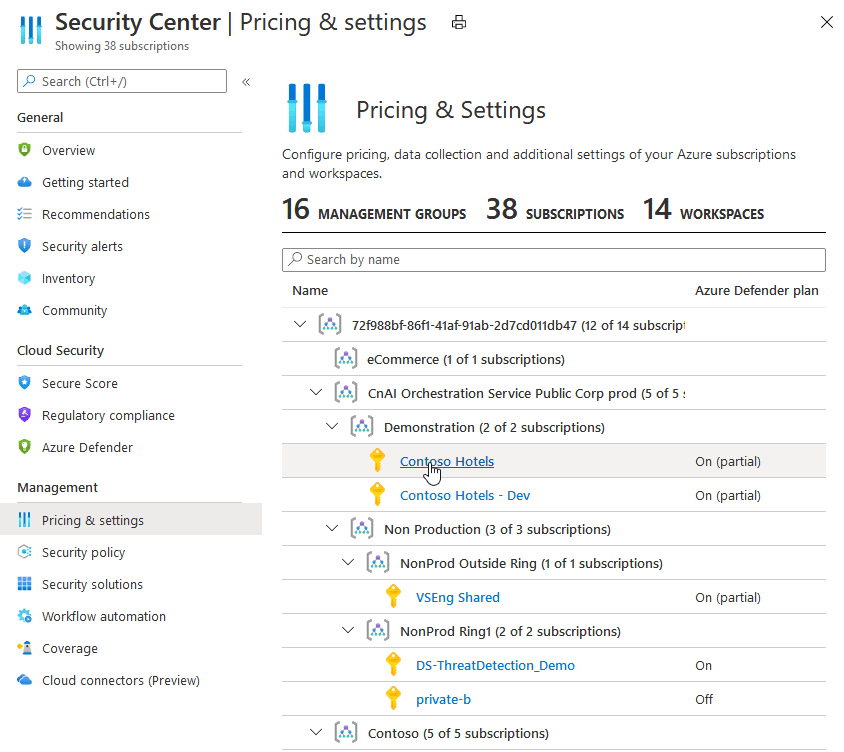 Security Center | Pricing & settings
Showing 38 subscriptions
Search (Ctrl+/)
«
General
Overview
Getting started
Recommendations
Security alerts
Inventory
Community
Cloud Security
Secure Score
Regulatory compliance
Azure Defender
Management
Pricing & settings
Security policy
Security solutions
Workflow automation
Coverage
Cloud connectors (Preview)
Pricing & Settings
Configure pricing, data collection and additional settings of your Azure subscriptions
and workspaces.
16 MANAGEMENT GROUPS 38 SUBSCRIPTIONS 14 WORKSPACES
Search by name
Name Azure Defender plan
72f988bf-86f1-41af-91ab-2d7cd011db47 (12 of 14 subscript
eCommerce (1 of 1 subscriptions)
CnAI Orchestration Service Public Corp prod (5 of 5 s
Demonstration (2 of 2 subscriptions)
Contoso Hotels On (partial)
Contoso Hotels - Dev On (partial)
Non Production (3 of 3 subscriptions)
NonProd Outside Ring (1 of 1 subscriptions)
VSEng Shared On (partial)
NonProd Ring1 (2 of 2 subscriptions)
DS-ThreatDetection_Demo On
private-b Off
Contoso (5 of 5 subscriptions)